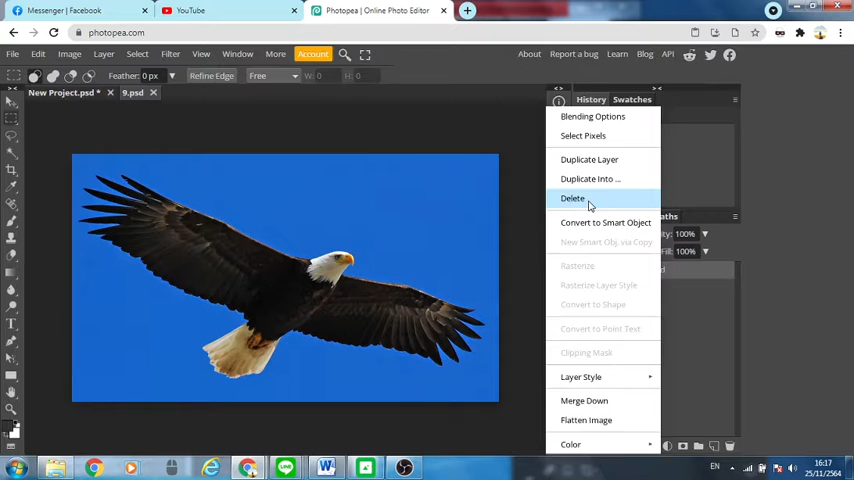 Messenger | Facebook
YouTube
Photopea | Online Photo Editor
photopea.com
File Edit Image Layer Select Filter View Window More Account
About Report a bug Learn Blog API
Feather: 0 px Refine Edge Free W: 0 H: 0
New Project.psd * 9.psd
History Swatches
Blending Options
Select Pixels
Duplicate Layer
Duplicate Into ...
Delete
Convert to Smart Object
New Smart Obj. via Copy
Rasterize
Rasterize Layer Style
Convert to Shape
Convert to Point Text
Clipping Mask
Layer Style
Merge Down
Flatten Image
Color
100%
Fill: 100%
EN
16:17
25/11/2564